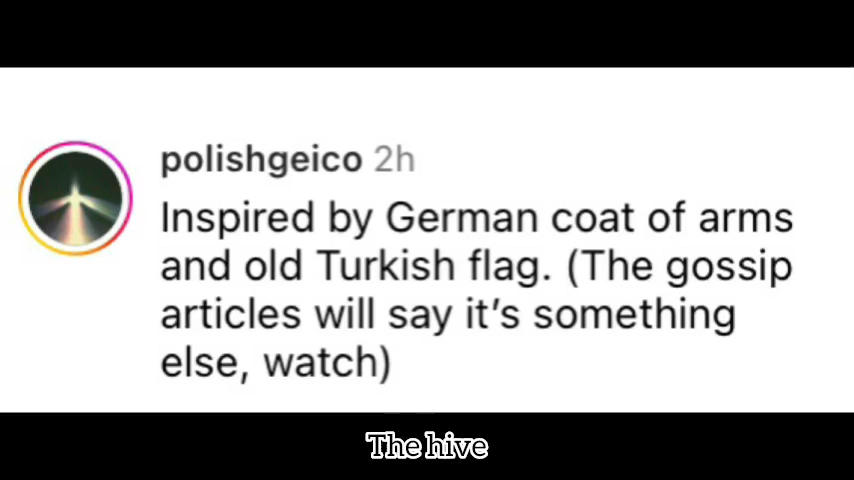 polishgeico 2h
Inspired by German coat of arms
and old Turkish flag. (The gossip
articles will say it's something
else, watch)
The hive